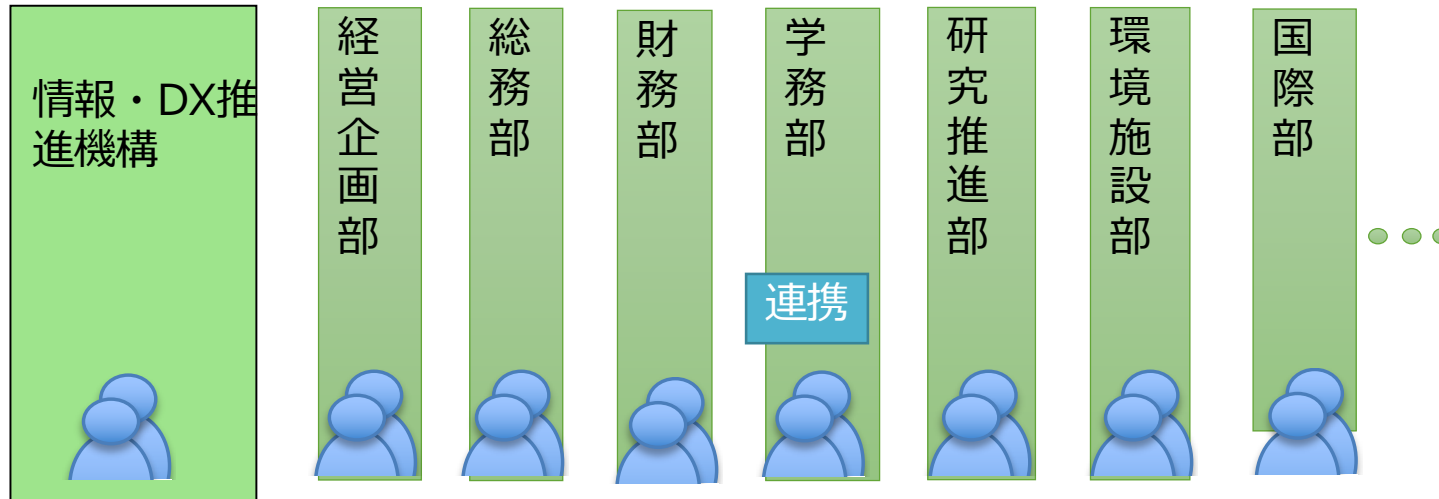 情報・DX推
進機構
経営企画部
総務部
財務部
学務部
研究推進部
環境施設部
国際部
連携